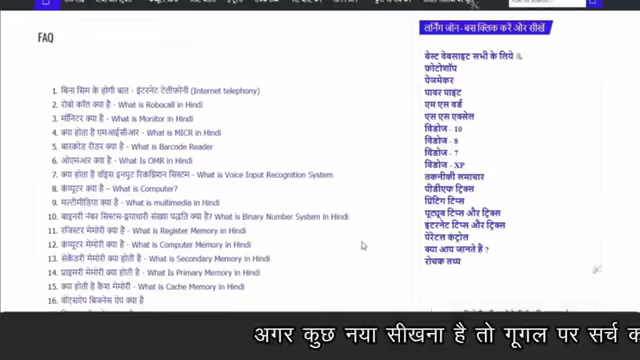 FAQ
1. बिना सिम के होगी बात - इंटरनेट टेलीफ़ोनी (Internet telephony)
2. रोबो कॉल क्या है - What is Robocall in Hindi
3. मॉनिटर क्या है - What is Monitor in Hindi
4. क्या होता है एमआईसीआर - What is MICR in Hindi
5. बारकोड रीडर क्या है - What is Barcode Reader
6. ओएमआर क्या है - What Is OMR in Hindi
7. क्या होता है वॉइस इनपुट रिकग्निशन सिस्टम - What is Voice Input Recognition System
8. कंप्यूटर क्या है – What is Computer?
9. मल्टीमीडिया क्या है - What is multimedia in Hindi
10. बाइनरी नंबर सिस्टम-द्वयाधारी संख्या पद्धति क्या है? What is Binary Number System in Hindi
11. रजिस्टर मेमोरी क्या है - What is Register Memory in Hindi
12. कंप्यूटर मेमोरी क्या है - What is Computer Memory in Hindi
13. सेकेंडरी मेमोरी क्या होती है - What is Secondary Memory in Hindi
14. प्राइमरी मेमोरी क्या होती है - What Is Primary Memory in Hindi
15. क्या होती है कैश मेमोरी - What is Cache Memory in Hindi
16. वॉट्सऐप बिजनेस ऐप क्या है
लर्निंग ज़ोन - बस क्लिक करें ओर सीखें
बेस्ट वेबसाइट सभी के लिये
फ़ोटोशॉप
पेजमेकर
पावर पाइट
एम एस वर्ड
एस एस एक्सेल
विंडोज - 10
विंडोज - 8
विंडोज - 7
विंडोज - XP
तकनीकी समाचार
पीडीएफ ट्रिक्स
प्रिंटिंग टिप्स
यूट्यूब टिप्स और ट्रिक्स
इंटरनेट टिप्स और ट्रिक्स
पेरेंटल कंट्रोल
क्या आप जानते हैं ?
रोचक तथ्य
अगर कुछ नया सीखना है तो गूगल पर सर्च क